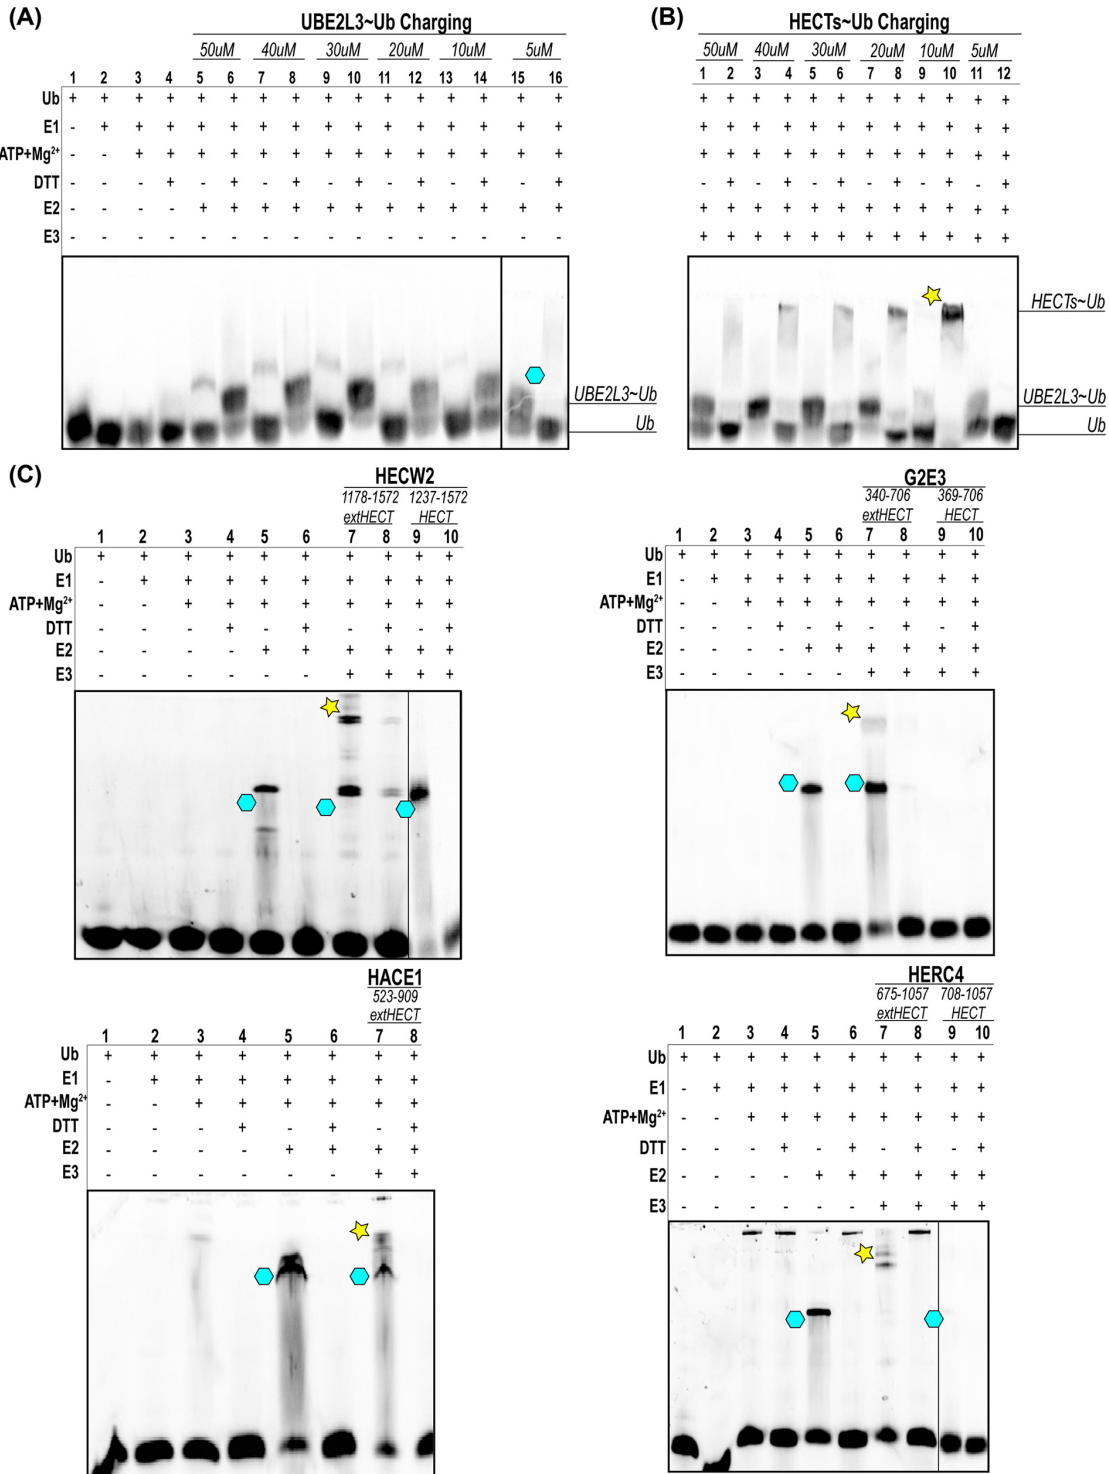 (A)
UBE2L3~Ub Charging
50uM 40uM 30uM 20uM 10uM 5uM
1 2 3 4 5 6 7 8 9 10 11 12 13 14 15 16
Ub + + + + + + + + + + + + + + + +
E1 - + + + + + + + + + + + + + + +
ATP+Mg²⁺ - - + + + + + + + + + + + + + +
DTT - - - + - + - + - + - + - + - +
E2 - - - - + + + + + + + + + + + +
E3 - - - - - - - - - - - - - - - -
UBE2L3~Ub
Ub
(B)
HECTs~Ub Charging
50uM 40uM 30uM 20uM 10uM 5uM
1 2 3 4 5 6 7 8 9 10 11 12
+ + + + + + + + + + + +
+ + + + + + + + + + + +
+ + + + + + + + + + + +
- + - + - + - + - + - +
+ + + + + + + + + + + +
+ + + + + + + + + + + +
HECTs~Ub
UBE2L3~Ub
Ub
(C)
HECW2
1178-1572 1237-1572
extHECT HECT
1 2 3 4 5 6 7 8 9 10
Ub + + + + + + + + + +
E1 - + + + + + + + + +
ATP+Mg²⁺ - - + + + + + + + +
DTT - - - + - + - + - +
E2 - - - - + + + + + +
E3 - - - - - - + + + +
G2E3
340-706 369-706
extHECT HECT
1 2 3 4 5 6 7 8 9 10
Ub + + + + + + + + + +
E1 - + + + + + + + + +
ATP+Mg²⁺ - - + + + + + + + +
DTT - - - + - + - + - +
E2 - - - - + + + + + +
E3 - - - - - - + + + +
HACE1
523-909
extHECT
1 2 3 4 5 6 7 8
Ub + + + + + + + +
E1 - + + + + + + +
ATP+Mg²⁺ - - + + + + + +
DTT - - - + - + - +
E2 - - - - + + + +
E3 - - - - - - + +
HERC4
675-1057 708-1057
extHECT HECT
1 2 3 4 5 6 7 8 9 10
Ub + + + + + + + + + +
E1 - + + + + + + + + +
ATP+Mg²⁺ - - + + + + + + + +
DTT - - - + - + - + - +
E2 - - - - + + + + + +
E3 - - - - - - + + + +